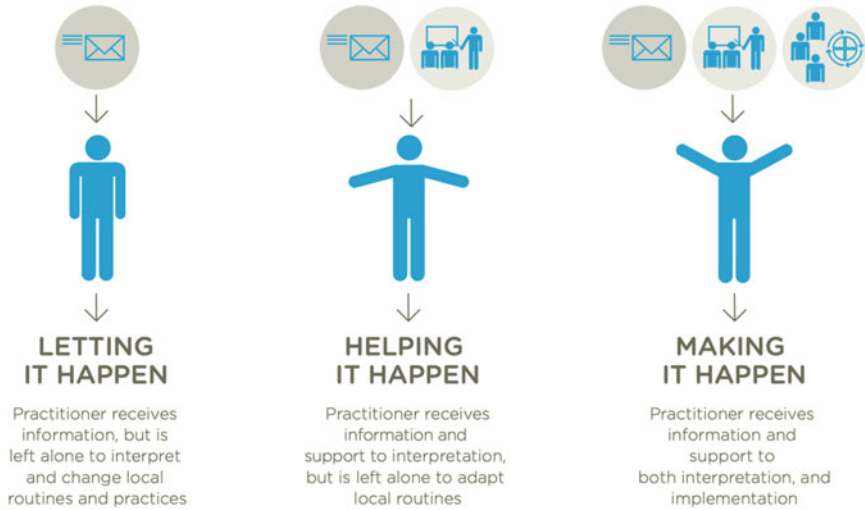 LETTING
IT HAPPEN
Practitioner receives
information, but is
left alone to interpret
and change local
routines and practices
HELPING
IT HAPPEN
Practitioner receives
information and
support to interpretation,
but is left alone to adapt
local routines
MAKING
IT HAPPEN
Practitioner receives
information and
support to
both interpretation, and
implementation